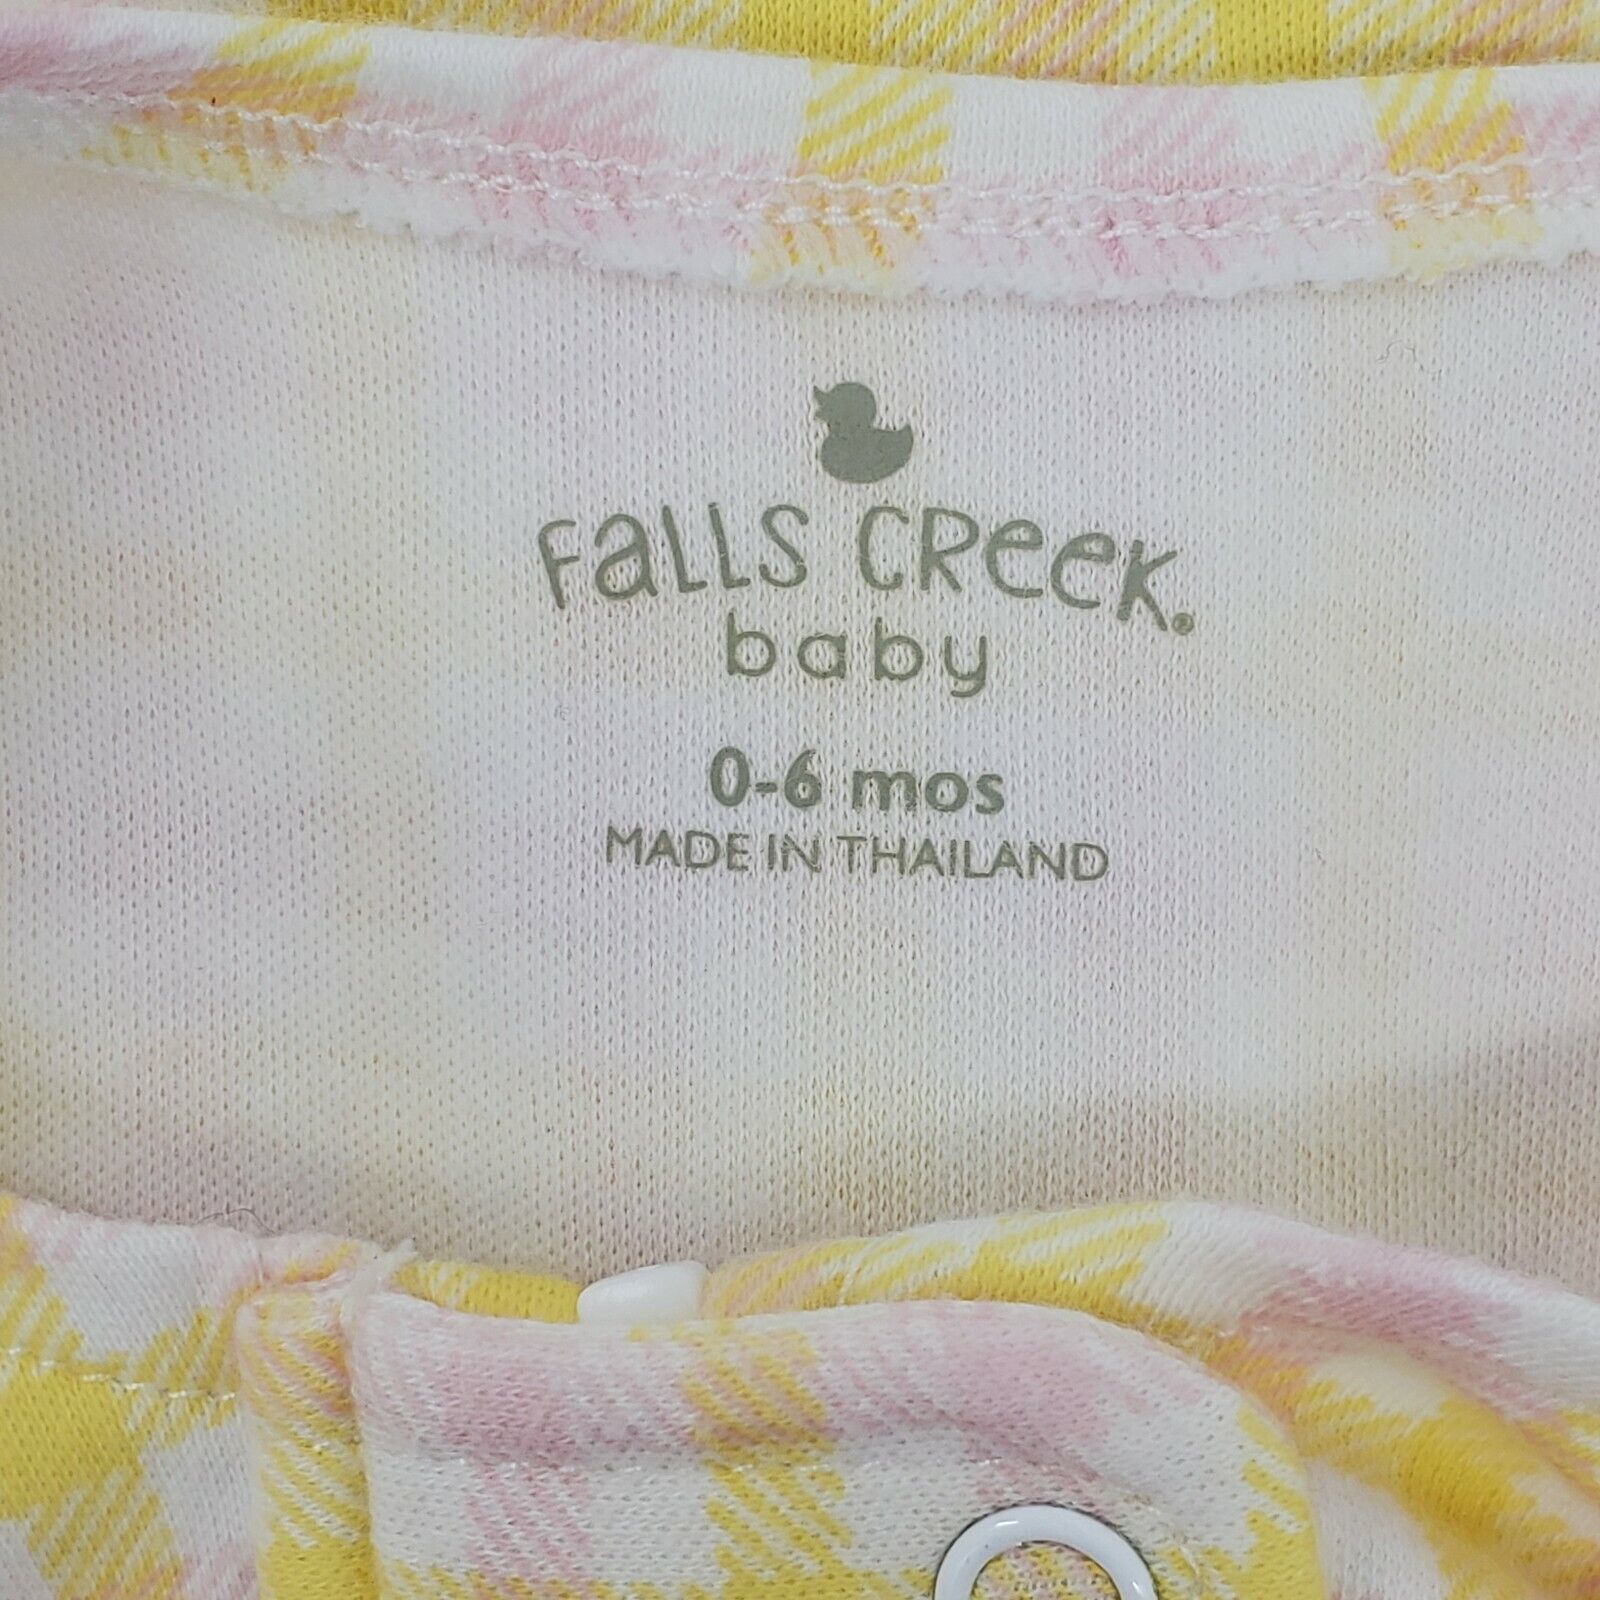 FaLLS CReeK®
baby
0-6 mos
MADE IN THAILAND